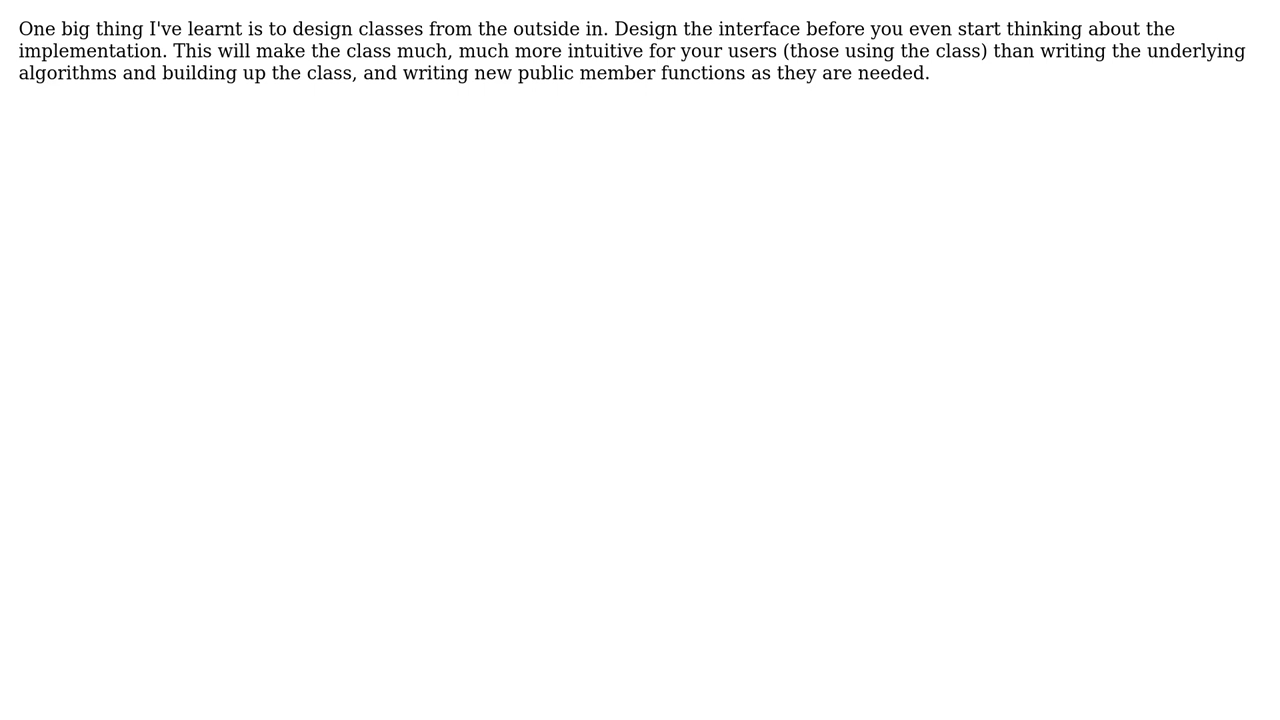 One big thing I've learnt is to design classes from the outside in. Design the interface before you even start thinking about the
implementation. This will make the class much, much more intuitive for your users (those using the class) than writing the underlying
algorithms and building up the class, and writing new public member functions as they are needed.